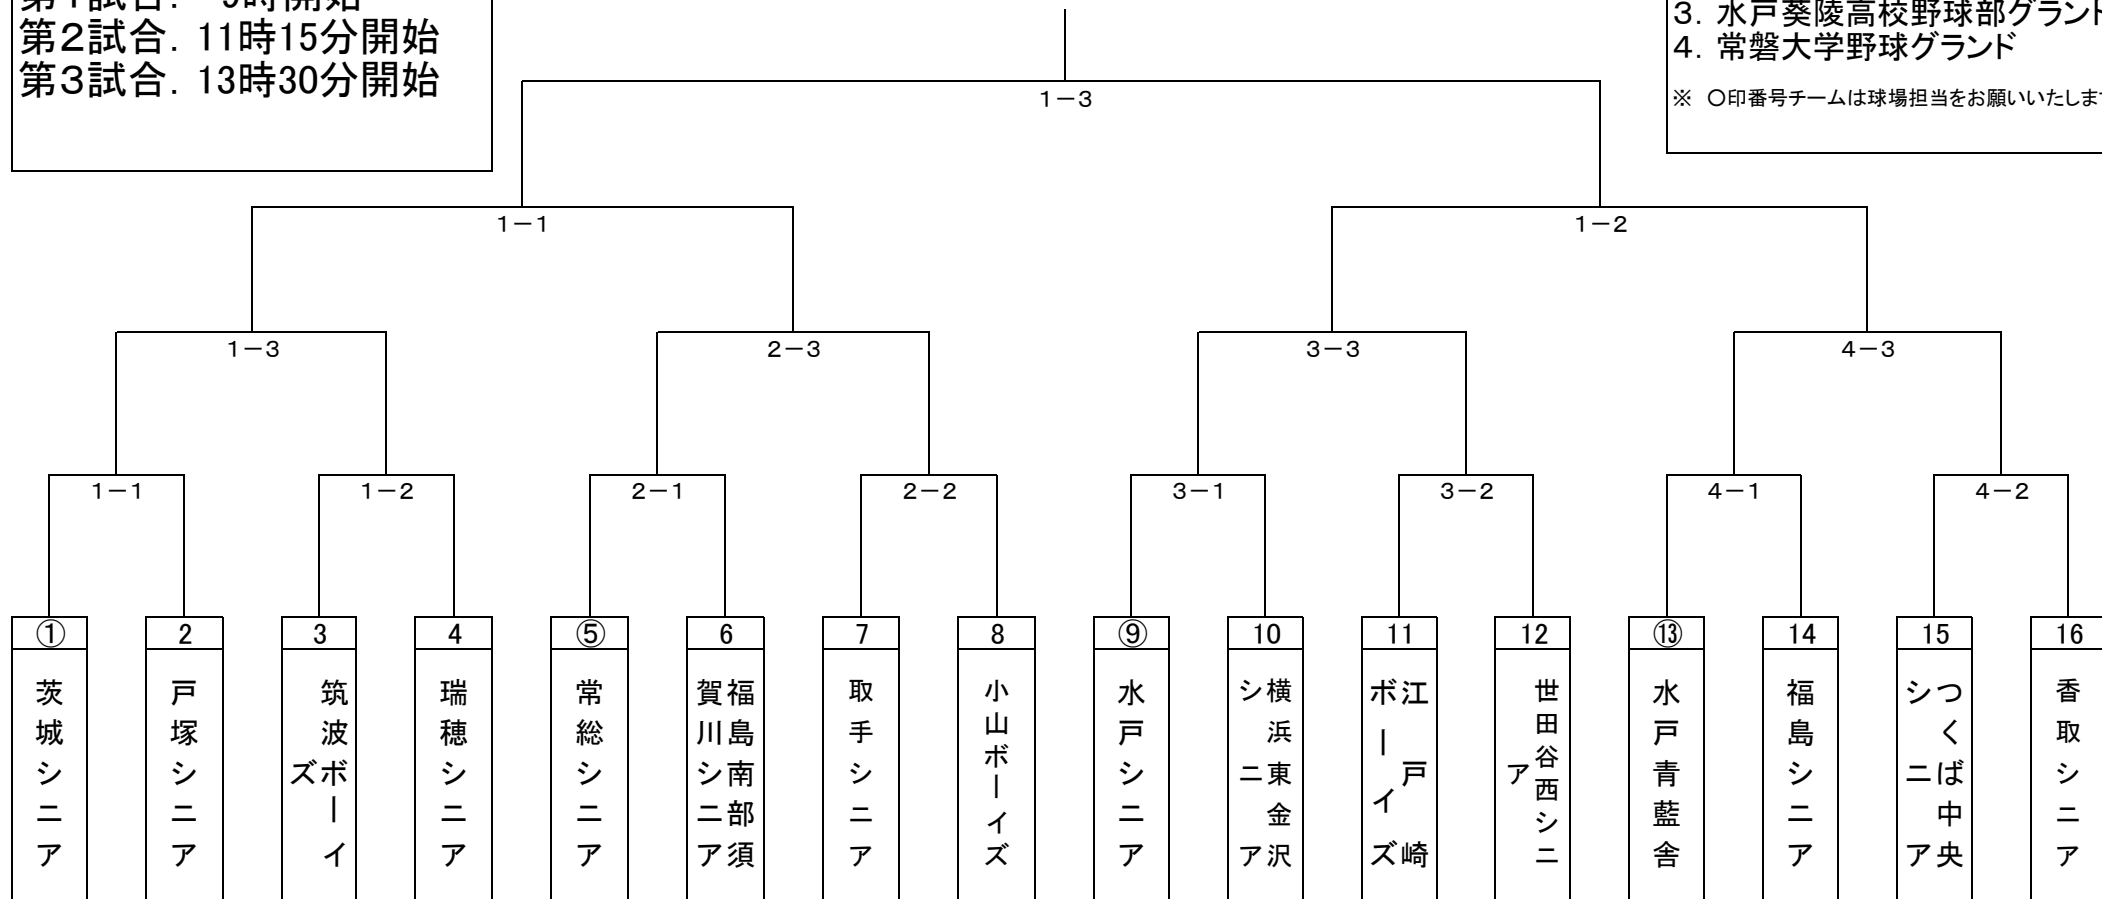 第1試合. 9時開始
第2試合. 11時15分開始
第3試合. 13時30分開始
3. 水戸葵陵高校野球部グランド
4. 常磐大学野球グランド
※ 〇印番号チームは球場担当をお願いいたします
1－3
1－1
1－2
1－3
2－3
3－3
4－3
1－1
1－2
2－1
2－2
3－1
3－2
4－1
4－2
①
2
3
4
⑤
6
7
8
⑨
10
11
12
⑬
14
15
16
茨城シニア
戸塚シニア
筑波ボーイ
ズ
瑞穂シニア
常総シニア
福島南部須
賀川シニア
取手シニア
小山ボーイズ
水戸シニア
横浜東金沢
シニア
江戸崎
ボーイズ
世田谷西シニ
ア
水戸青藍舎
福島シニア
つくば中央
シニア
香取シニア